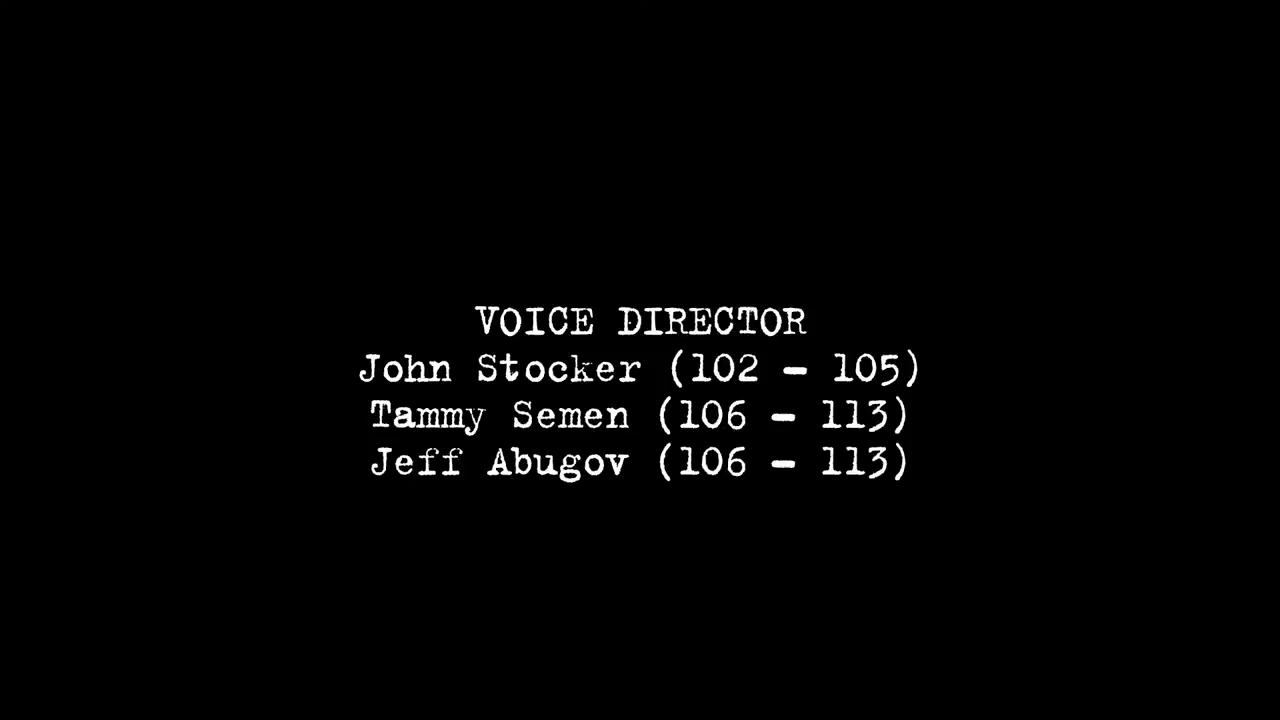 VOICE DIRECTOR
John Stocker (102 – 105)
Tammy Semen (106 – 113)
Jeff Abugov (106 – 113)